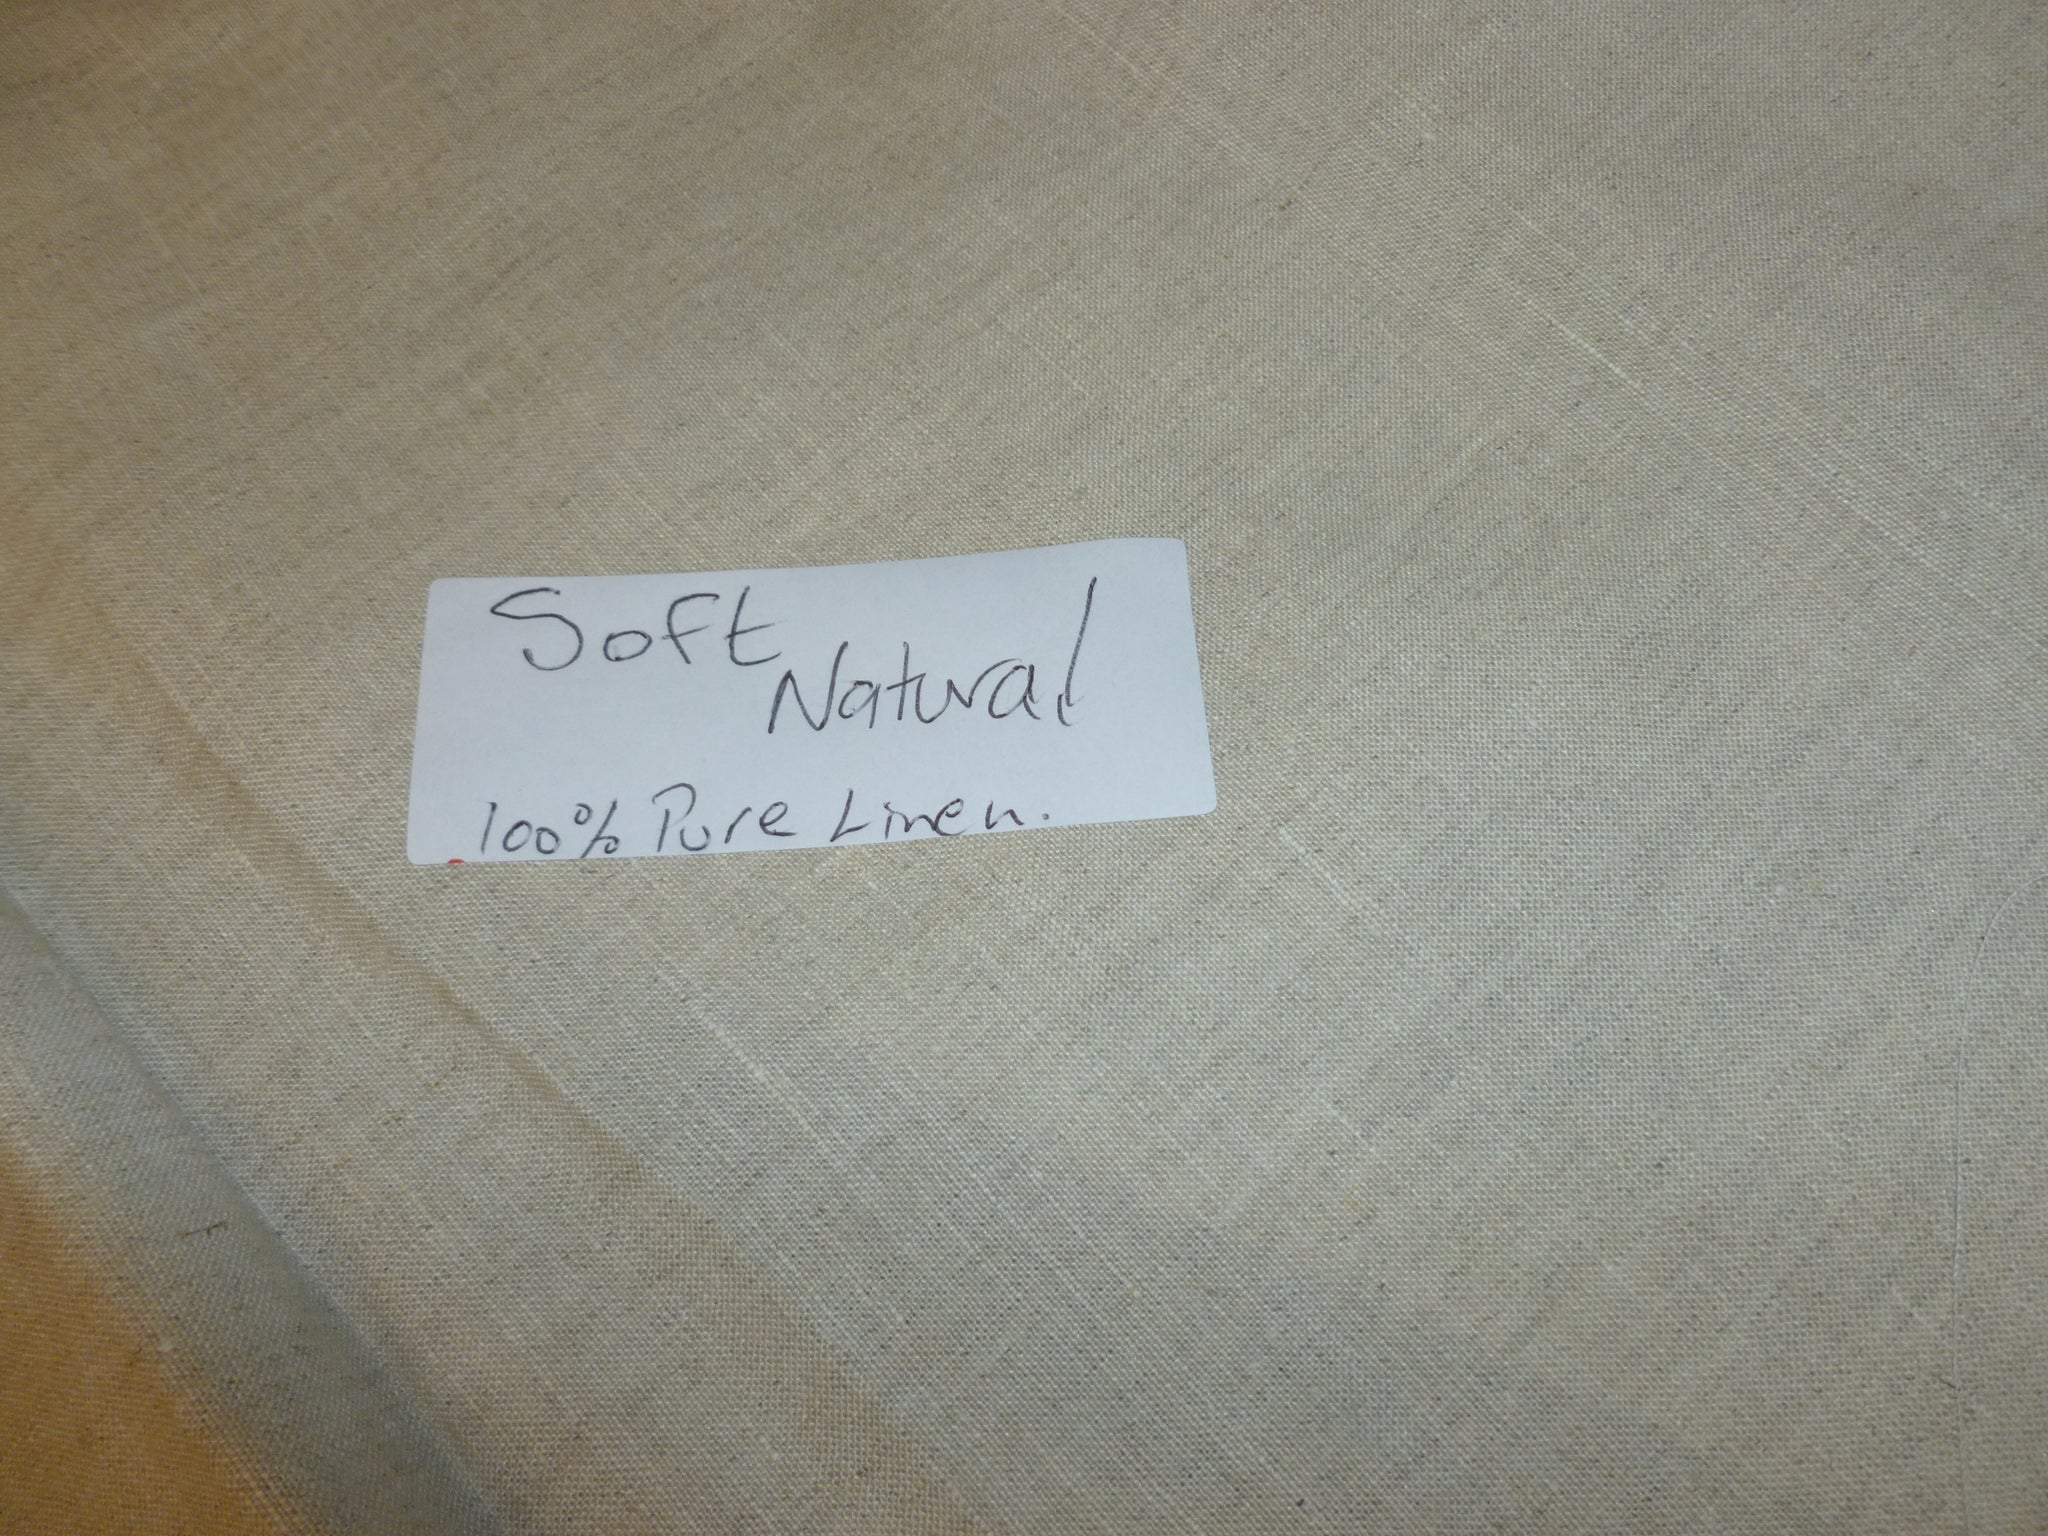 Soft
Natural
100% Pure Linen.